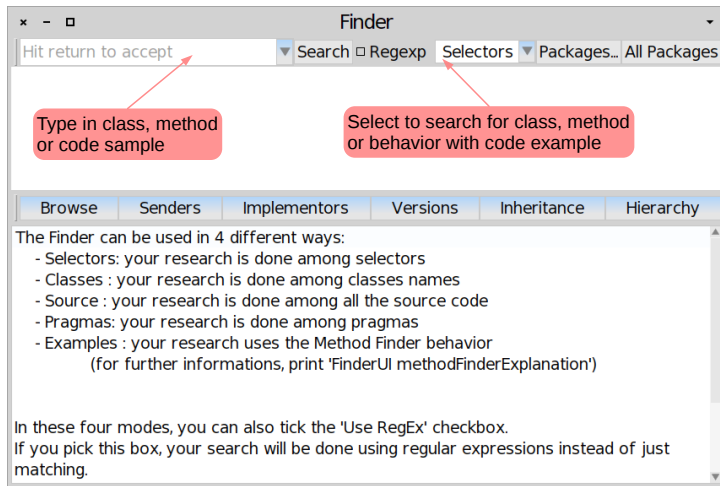 Finder
Hit return to accept Search Regexp Selectors Packages... All Packages
Type in class, method
or code sample
Select to search for class, method
or behavior with code example
Browse Senders Implementors Versions Inheritance Hierarchy
The Finder can be used in 4 different ways:
- Selectors: your research is done among selectors
- Classes : your research is done among classes names
- Source : your research is done among all the source code
- Pragmas: your research is done among pragmas
- Examples : your research uses the Method Finder behavior
(for further informations, print 'FinderUI methodFinderExplanation')
In these four modes, you can also tick the 'Use RegEx' checkbox.
If you pick this box, your search will be done using regular expressions instead of just
matching.